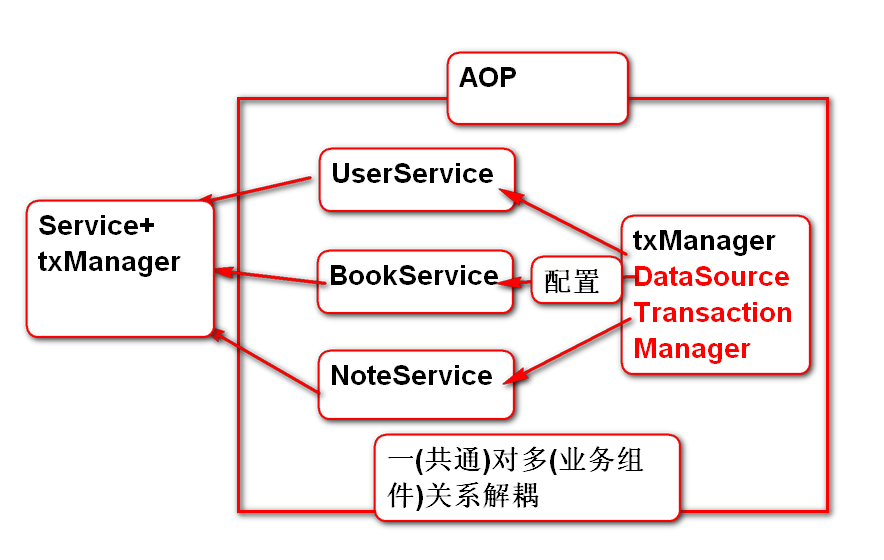 AOP
UserService
Service+
txManager
BookService
配置
txManager
DataSource
Transaction
Manager
NoteService
一(共通)对多(业务组
件)关系解耦